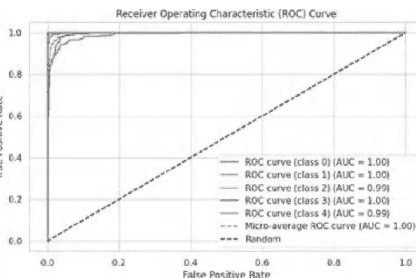 Receiver Operating Characteristic (ROC) Curve
1.0
0.8
0.6
0.4
0.2
0.0
ROC curve (class 0) (AUC = 1.00)
ROC curve (class 1) (AUC = 1.00)
ROC curve (class 2) (AUC = 0.99)
ROC curve (class 3) (AUC = 1.00)
ROC curve (class 4) (AUC = 0.99)
Micro-average ROC curve (AUC = 1.00)
Random
0.0 0.2 0.4 0.6 0.8 1.0
False Positive Rate